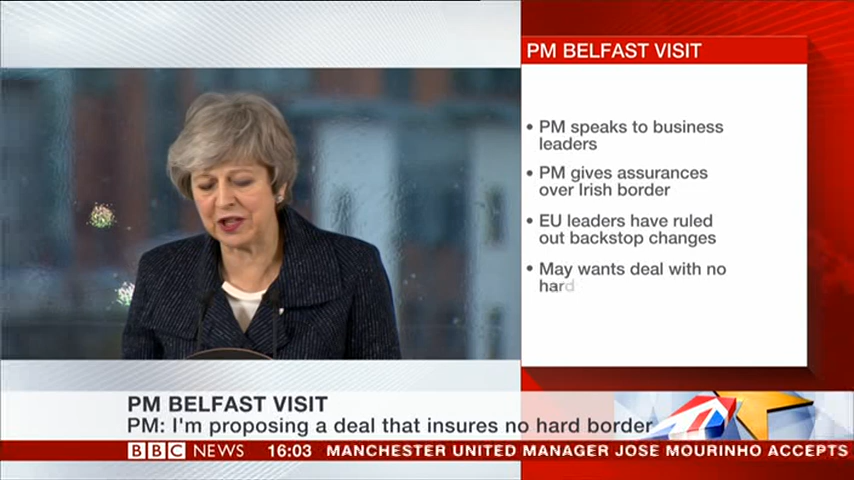 PM BELFAST VISIT
• PM speaks to business
leaders
• PM gives assurances
over Irish border
• EU leaders have ruled
out backstop changes
• May wants deal with no
hard
PM BELFAST VISIT
PM: I'm proposing a deal that insures no hard border
BBC NEWS 16:03 MANCHESTER UNITED MANAGER JOSE MOURINHO ACCEPTS